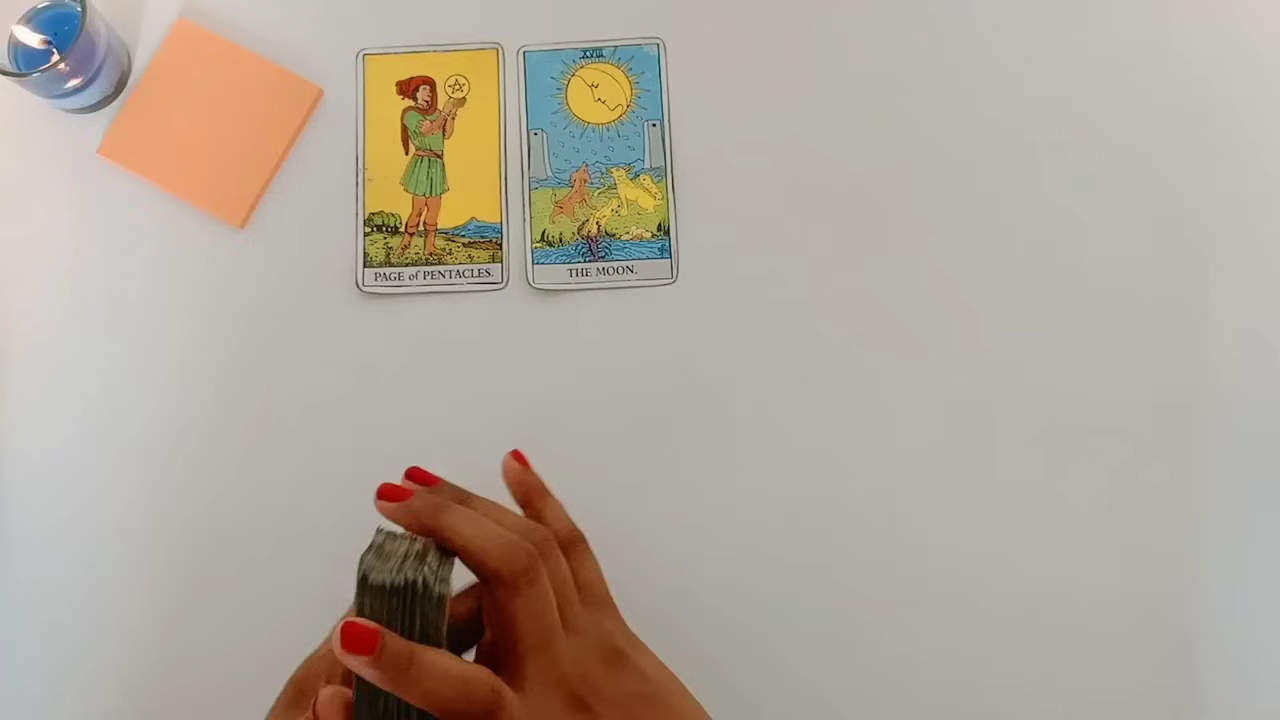 PAGE of PENTACLES.
XVIII
THE MOON.